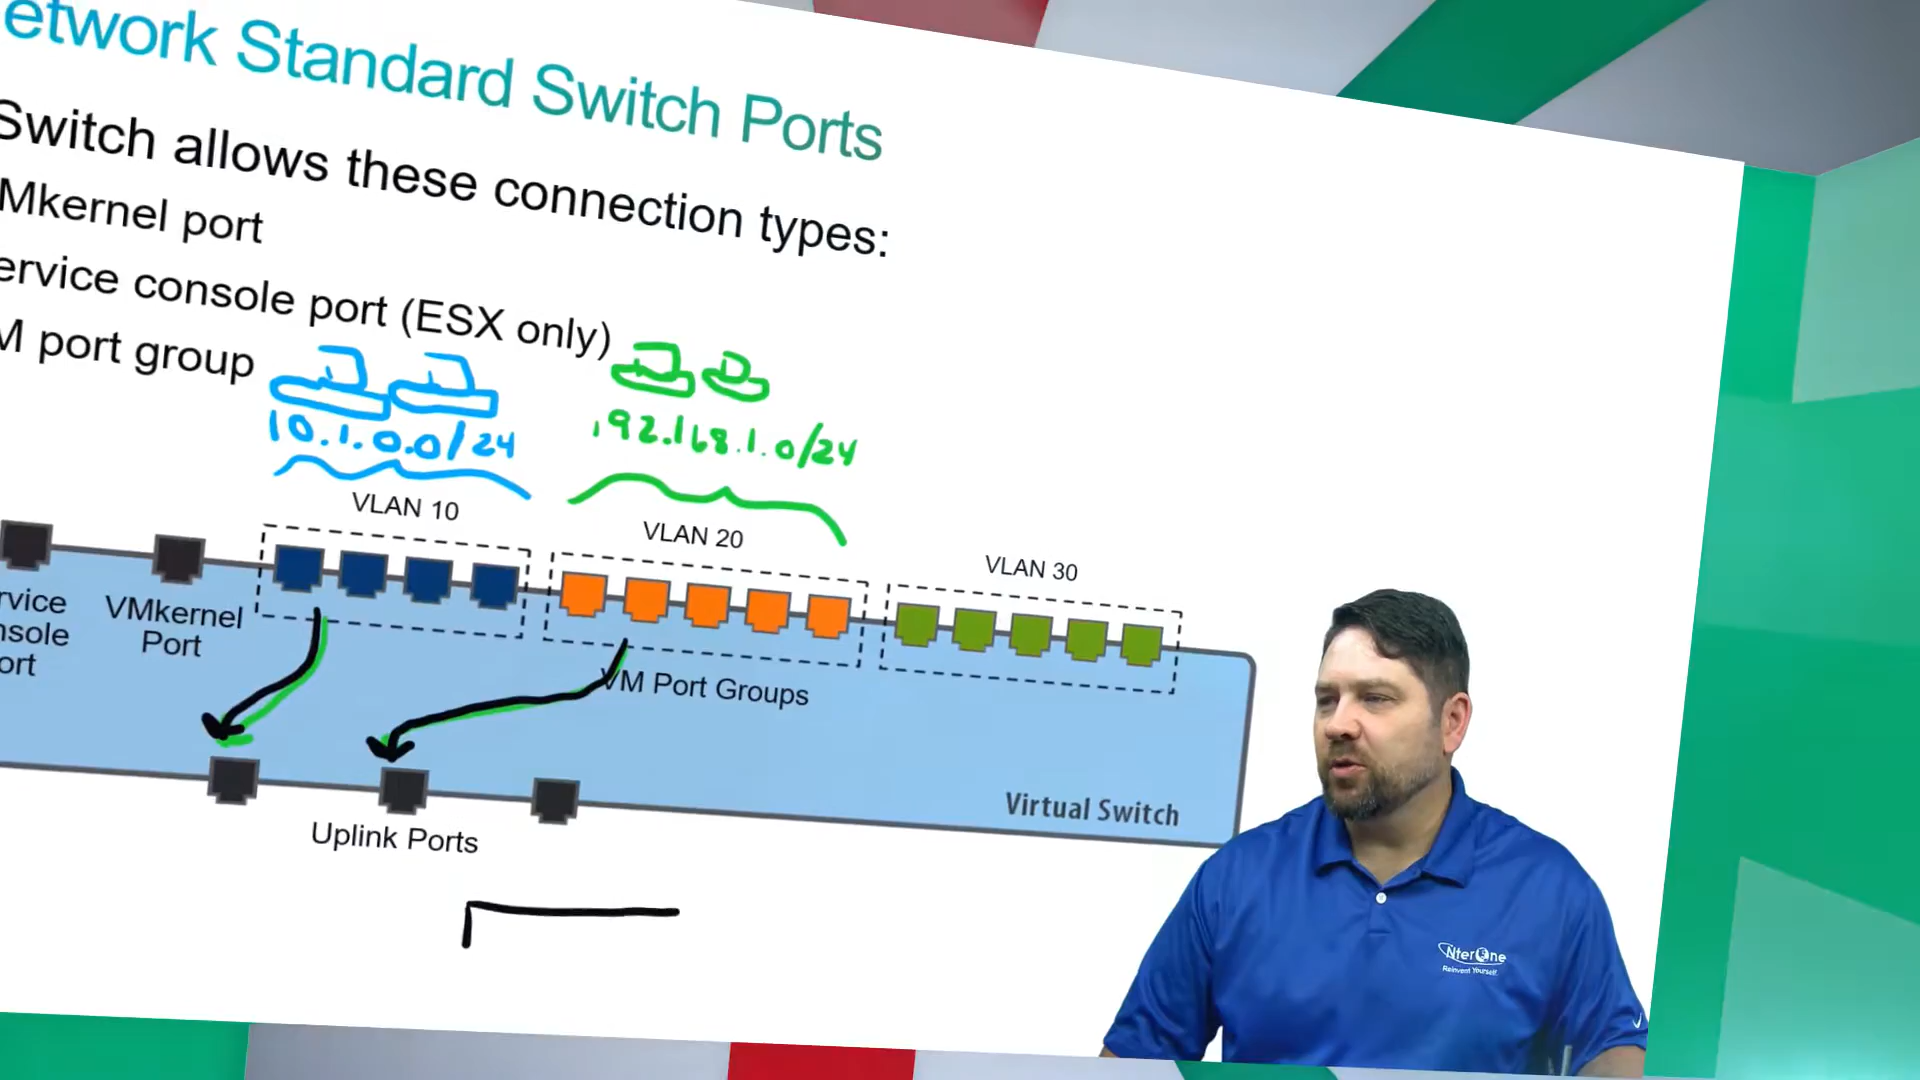 etwork Standard Switch Ports
Switch allows these connection types:
Mkernel port
ervice console port (ESX only)
M port group
10.1.0.0/24
192.168.1.0/24
VLAN 10
VLAN 20
VLAN 30
rvice
nsole
ort
VMkernel
Port
VM Port Groups
Uplink Ports
Virtual Switch
NterOne
Reinvent Yourself